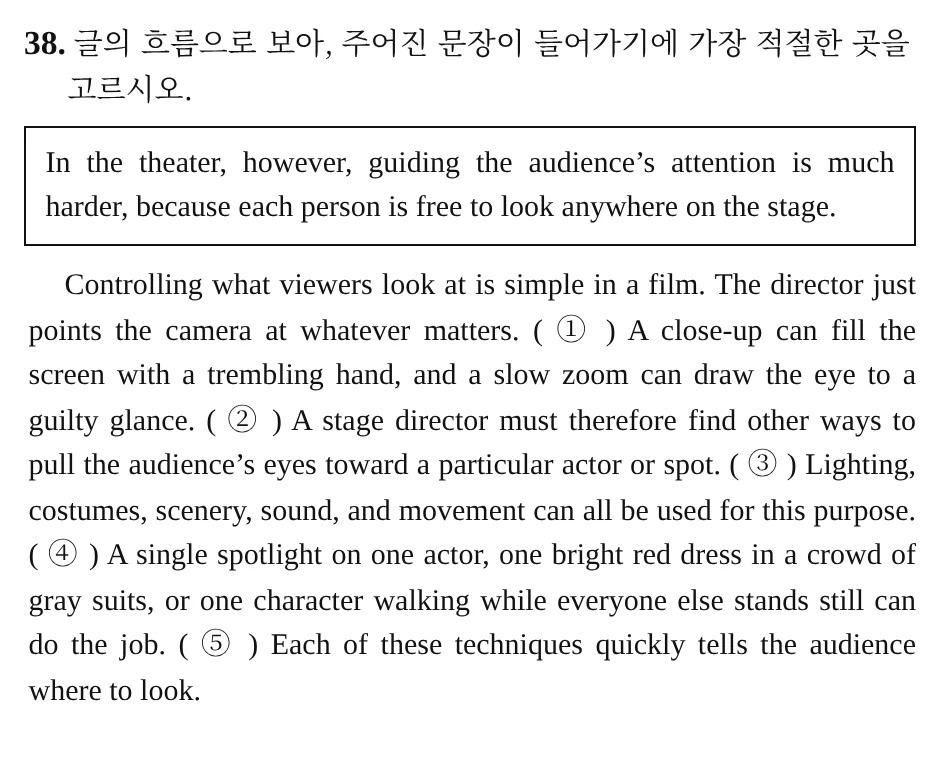 38. 글의 흐름으로 보아, 주어진 문장이 들어가기에 가장 적절한 곳을
고르시오.
In the theater, however, guiding the audience’s attention is much
harder, because each person is free to look anywhere on the stage.
Controlling what viewers look at is simple in a film. The director just
points the camera at whatever matters. ( ① ) A close-up can fill the
screen with a trembling hand, and a slow zoom can draw the eye to a
guilty glance. ( ② ) A stage director must therefore find other ways to
pull the audience’s eyes toward a particular actor or spot. ( ③ ) Lighting,
costumes, scenery, sound, and movement can all be used for this purpose.
( ④ ) A single spotlight on one actor, one bright red dress in a crowd of
gray suits, or one character walking while everyone else stands still can
do the job. ( ⑤ ) Each of these techniques quickly tells the audience
where to look.